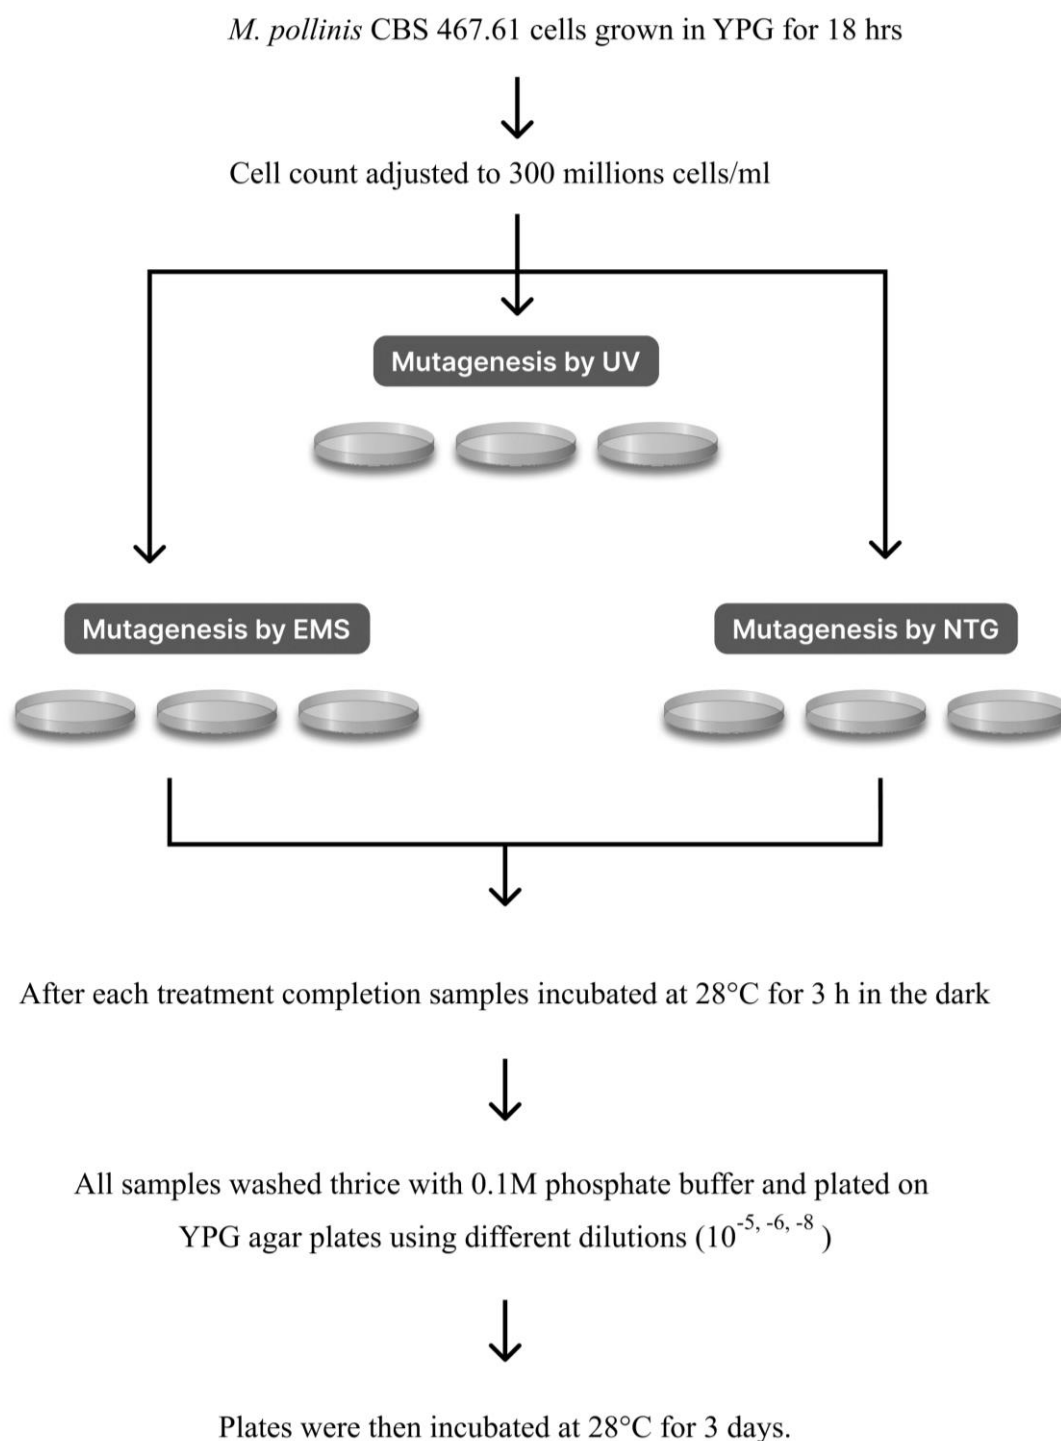 M. pollinis CBS 467.61 cells grown in YPG for 18 hrs
Cell count adjusted to 300 millions cells/ml
Mutagenesis by UV
Mutagenesis by EMS
Mutagenesis by NTG
After each treatment completion samples incubated at 28°C for 3 h in the dark
All samples washed thrice with 0.1M phosphate buffer and plated on
YPG agar plates using different dilutions (10^-5, -6, -8 )
Plates were then incubated at 28°C for 3 days.